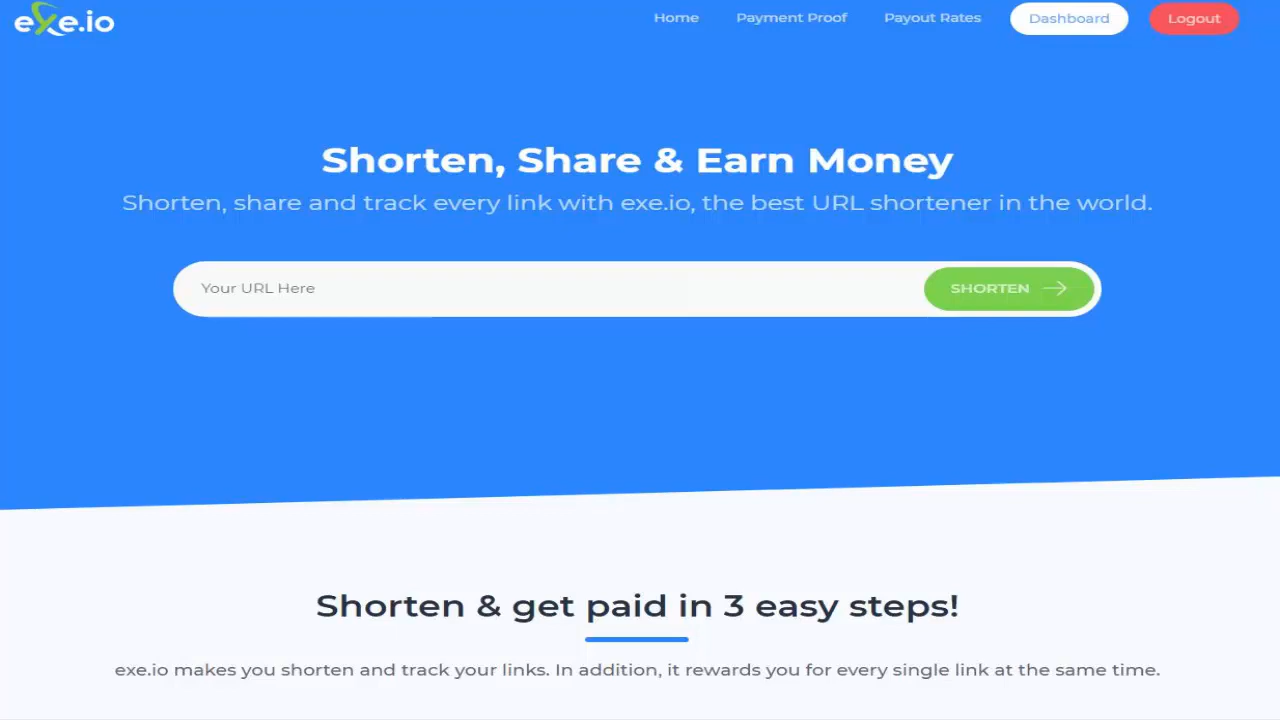 exe.io
Home
Payment Proof
Payout Rates
Dashboard
Logout
Shorten, Share & Earn Money
Shorten, share and track every link with exe.io, the best URL shortener in the world.
Your URL Here
SHORTEN
Shorten & get paid in 3 easy steps!
exe.io makes you shorten and track your links. In addition, it rewards you for every single link at the same time.